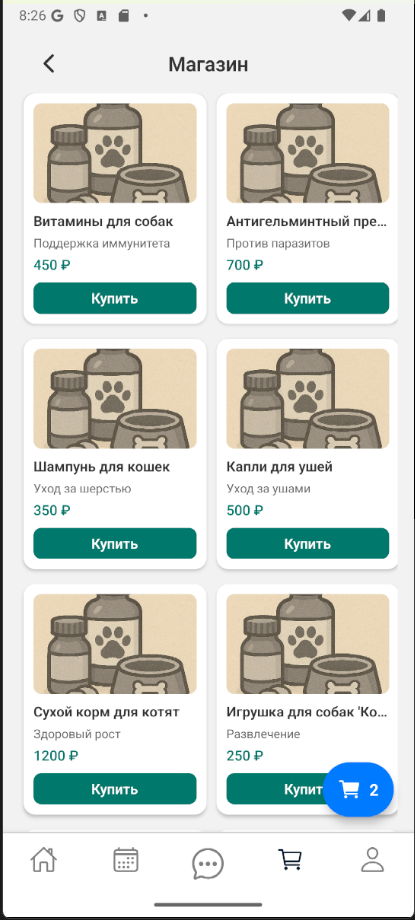 8:26
Магазин
Витамины для собак
Поддержка иммунитета
450 ₽
Купить
Антигельминтный пре...
Против паразитов
700 ₽
Купить
Шампунь для кошек
Уход за шерстью
350 ₽
Купить
Капли для ушей
Уход за ушами
500 ₽
Купить
Сухой корм для котят
Здоровый рост
1200 ₽
Купить
Игрушка для собак 'Ко...
Развлечение
250 ₽
Купит
2